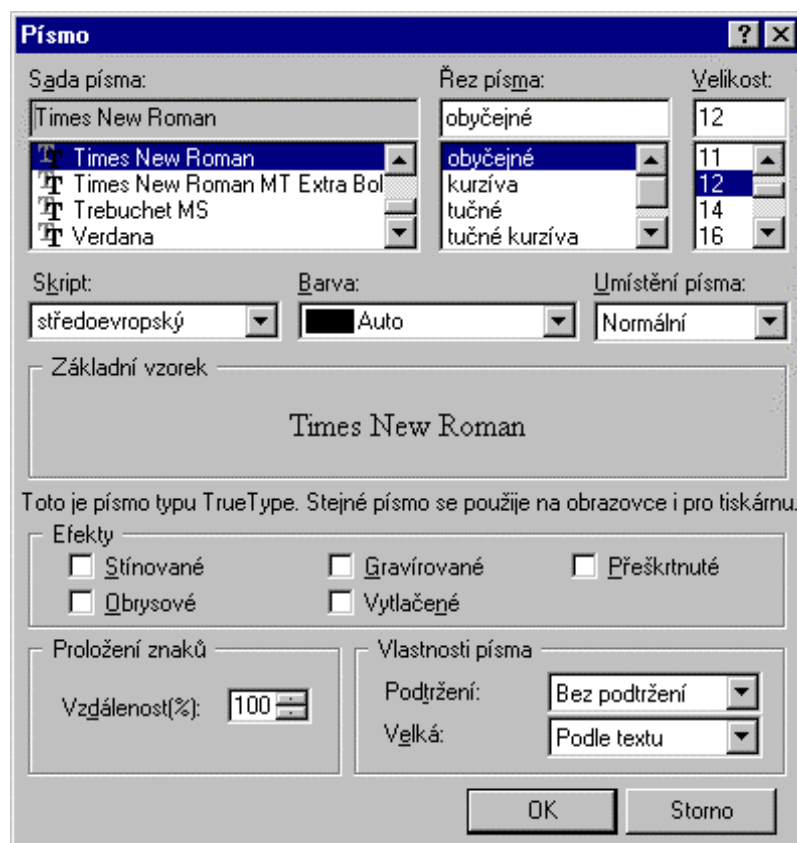 Písmo
Sada písma: Řez písma: Velikost:
Times New Roman obyčejné 12
Times New Roman obyčejné 11
Times New Roman MT Extra Bol kurzíva 12
Trebuchet MS tučné 14
Verdana tučné kurzíva 16
Skript: Barva: Umístění písma:
středoevropský Auto Normální
Základní vzorek
Times New Roman
Toto je písmo typu TrueType. Stejné písmo se použije na obrazovce i pro tiskárnu.
Efekty
Stínované Gravírované Přeškrtnuté
Obrysové Vytlačené
Proložení znaků Vlastnosti písma
Vzdálenost(%): 100 Podtržení: Bez podtržení
Velká: Podle textu
OK Storno